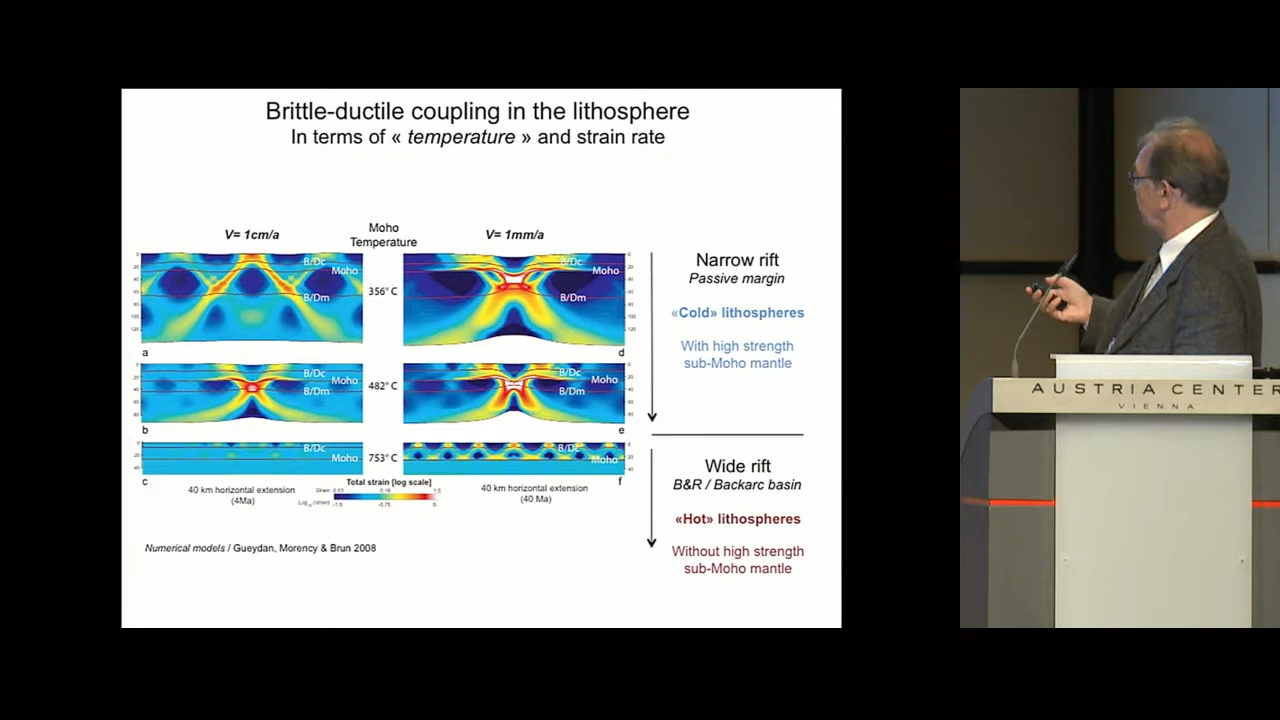 Brittle-ductile coupling in the lithosphere
In terms of « temperature » and strain rate
V= 1cm/a
Moho
Temperature
V= 1mm/a
B/Dc
Moho
B/Dm
a
356°C
B/Dc
Moho
B/Dm
d
B/Dc
Moho
B/Dm
b
482°C
B/Dc
Moho
B/Dm
e
B/Dc
Moho
c
753°C
B/Dc
Moho
f
40 km horizontal extension
(4Ma)
Total strain [log scale]
40 km horizontal extension
(40 Ma)
Numerical models / Gueydan, Morency & Brun 2008
Narrow rift
Passive margin
«Cold» lithospheres
With high strength
sub-Moho mantle
Wide rift
B&R / Backarc basin
«Hot» lithospheres
Without high strength
sub-Moho mantle
AUSTRIA CENTER
VIENNA